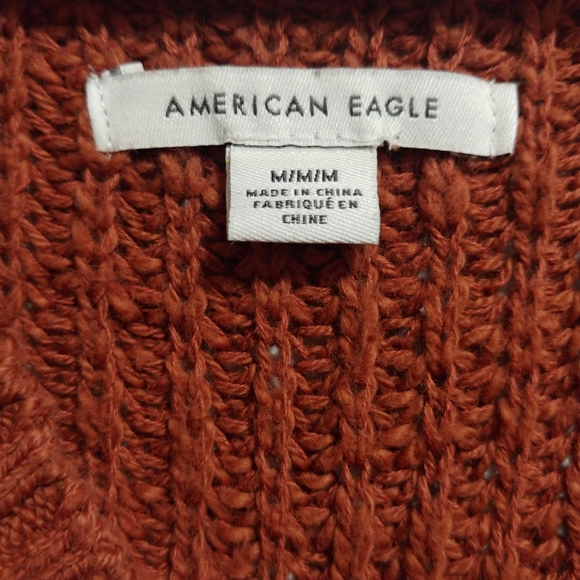 AMERICAN EAGLE
M/M/M
MADE IN CHINA
FABRIQUÉ EN
CHINE